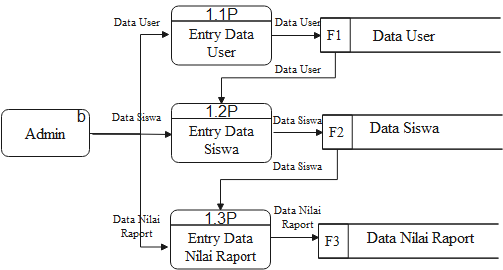 1.1P
Data User
Entry Data
User
Data User
F1
Data User
Data User
b
Admin
1.2P
Data Siswa
Entry Data
Siswa
Data Siswa
F2
Data Siswa
Data Siswa
1.3P
Data Nilai
Raport
Entry Data
Nilai Raport
Data Nilai
Raport
F3
Data Nilai Raport